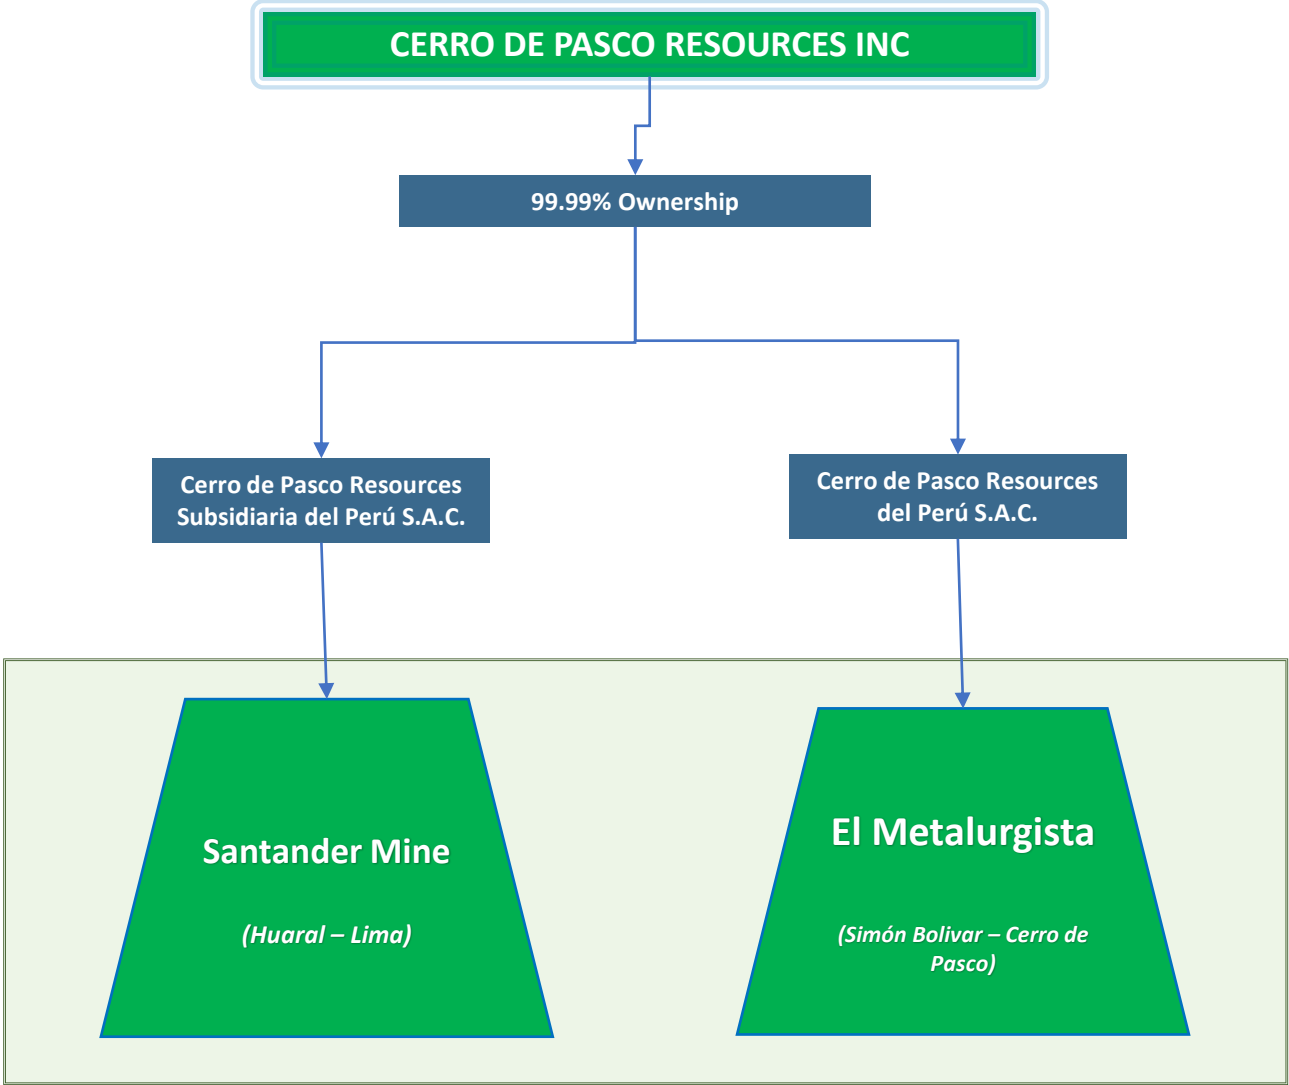 CERRO DE PASCO RESOURCES INC
99.99% Ownership
Cerro de Pasco Resources
Subsidiaria del Perú S.A.C.
Cerro de Pasco Resources
del Perú S.A.C.
Santander Mine
(Huaral – Lima)
El Metalurgista
(Simón Bolivar – Cerro de
Pasco)